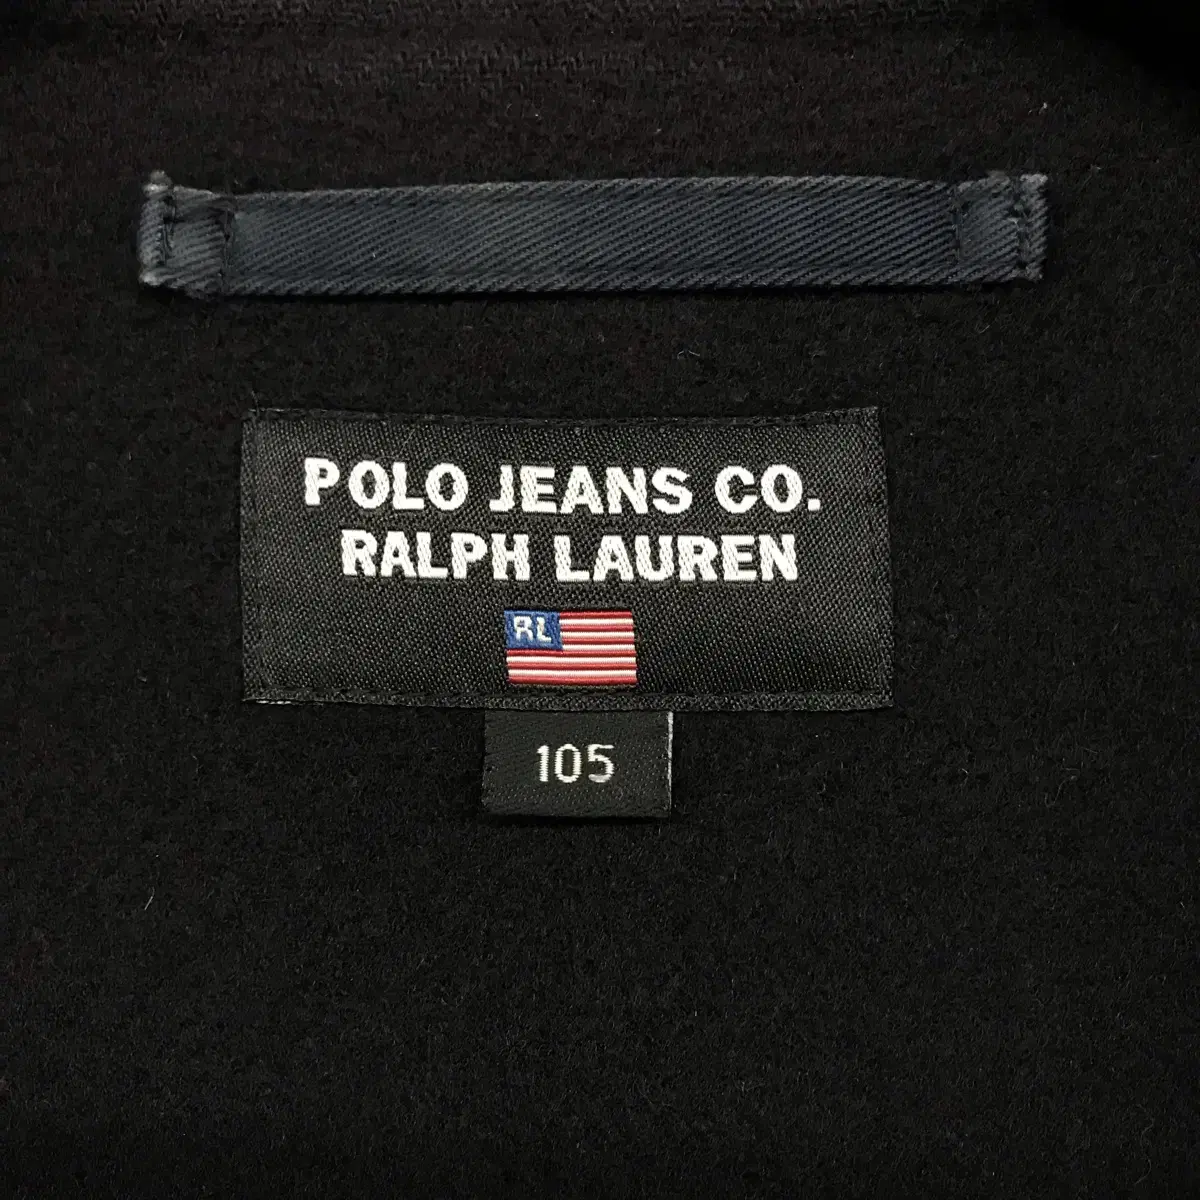 POLO JEANS CO.
RALPH LAUREN
RL
105